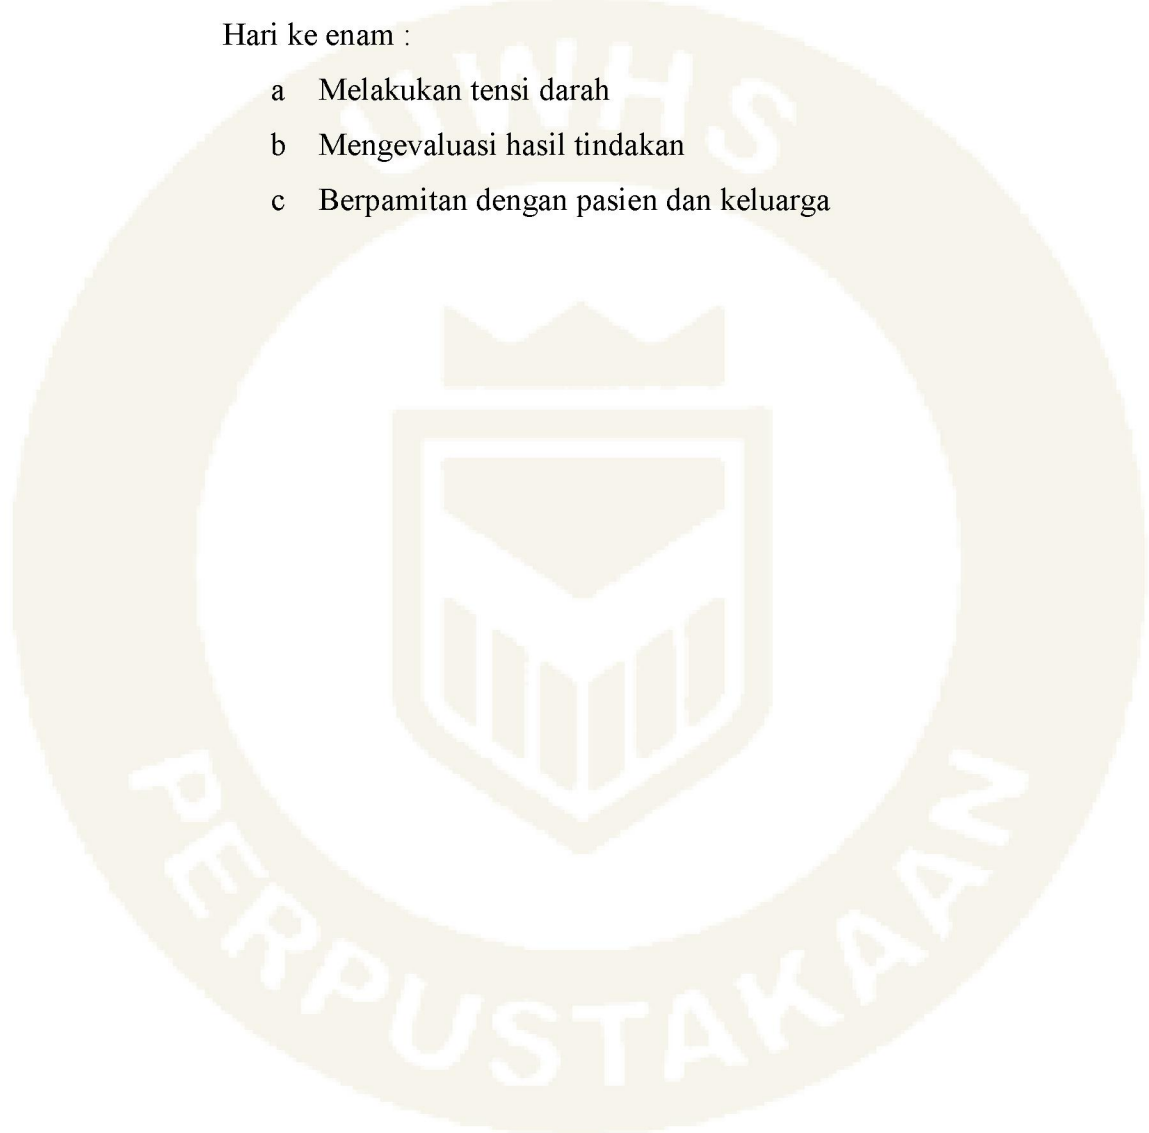 Hari ke enam :
a Melakukan tensi darah
b Mengevaluasi hasil tindakan
c Berpamitan dengan pasien dan keluarga
UWHS
PERPUSTAKAAN